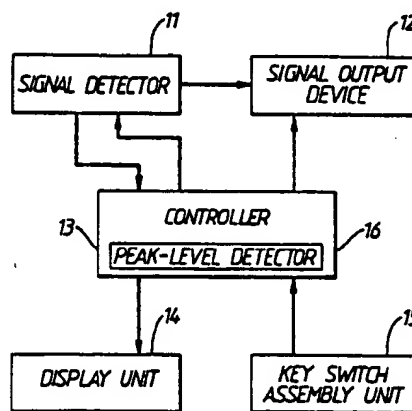 11
12
SIGNAL DETECTOR
SIGNAL OUTPUT
DEVICE
CONTROLLER
13
16
PEAK-LEVEL DETECTOR
14
15
DISPLAY UNIT
KEY SWITCH
ASSEMBLY UNIT